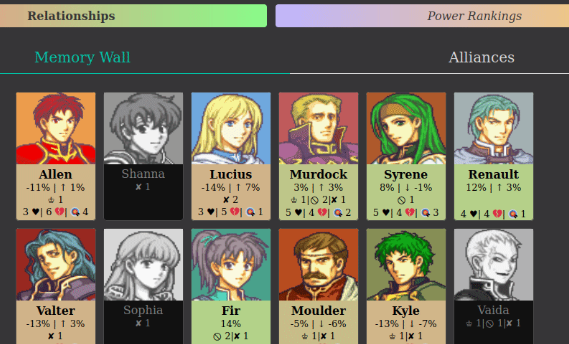 Relationships
Power Rankings
Memory Wall
Alliances
Allen
-11% | ↑ 1%
♔ 1
3 ♥| 6 💔| 4
Shanna
✘ 1
Lucius
-14% | ↑ 7%
✘ 2
3 ♥| 5 💔| 1
Murdock
3% | ↑ 3%
♔ 1|🚫 2|✘ 1
5 ♥| 4 💔| 2
Syrene
8% | ↓ -1%
🚫 1
5 ♥| 4 💔| 3
Renault
12% | ↑ 3%
4 ♥| 4 💔| 1
Valter
-13% | ↑ 3%
✘ 1
Sophia
✘ 1
Fir
14%
🚫 2|✘ 1
Moulder
-5% | ↓ -6%
♔ 1|✘ 1
Kyle
-13% | ↓ -7%
♔ 1|✘ 1
Vaida
♔ 1|🚫 1|✘ 1